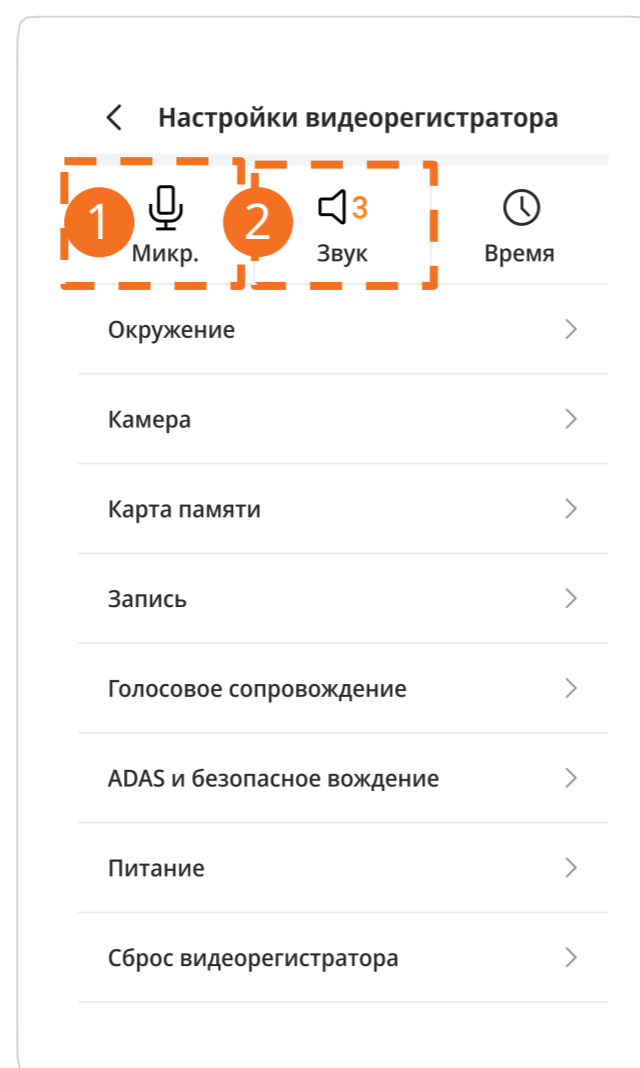 Настройки видеорегистратора
1
2
3
Микр.
Звук
Время
Окружение
Камера
Карта памяти
Запись
Голосовое сопровождение
ADAS и безопасное вождение
Питание
Сброс видеорегистратора